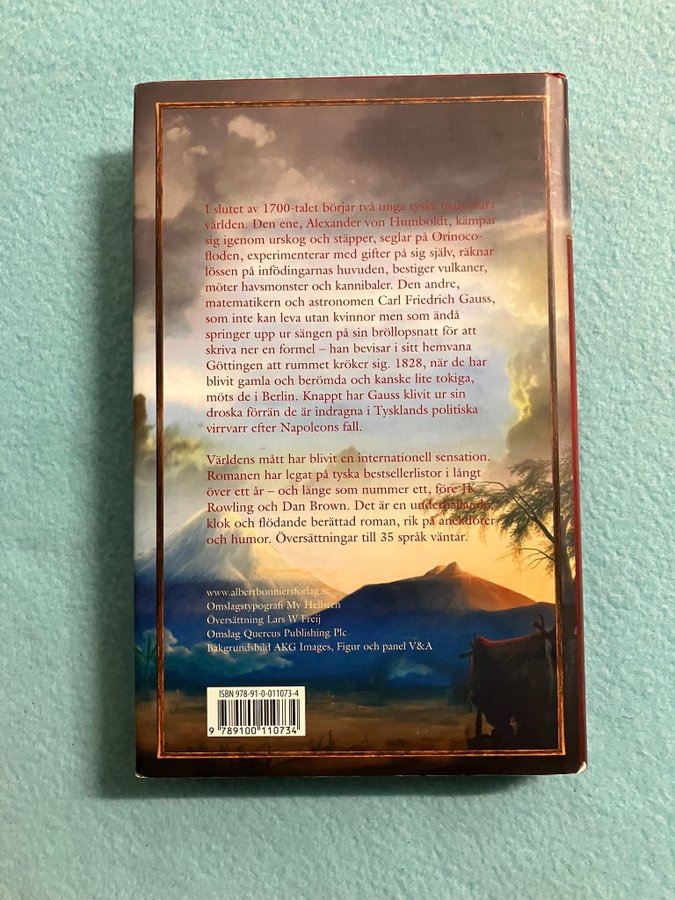 I slutet av 1700-talet börjar två unga tyska män mäta
världen. Den ene, Alexander von Humboldt, kämpar
sig igenom urskog och stäpper, seglar på Orinoco-
floden, experimenterar med gifter på sig själv, räknar
lössen på infödingarnas huvuden, bestiger vulkaner,
möter havsmonster och kannibaler. Den andre,
matematikern och astronomen Carl Friedrich Gauss,
som inte kan leva utan kvinnor men som ändå
springer upp ur sängen på sin bröllopsnatt för att
skriva ner en formel – han bevisar i sitt hemvana
Göttingen att rummet kröker sig. 1828, när de har
blivit gamla och berömda och kanske lite tokiga,
möts de i Berlin. Knappt har Gauss klivit ur sin
droska förrän de är indragna i Tysklands politiska
virrvarr efter Napoleons fall.
Världens mått har blivit en internationell sensation.
Romanen har legat på tyska bestsellerlistor i långt
över ett år – och länge som nummer ett, före JK
Rowling och Dan Brown. Det är en underhållande,
klok och flödande berättad roman, rik på anekdoter
och humor. Översättningar till 35 språk väntar.
www.albertbonniersforlag.se
Omslagstypografi My Hellsten
Översättning Lars W Freij
Omslag Quercus Publishing Plc
Bakgrundsbild AKG Images, Figur och panel V&A
ISBN 978-91-0-011073-4
9 789100 110734